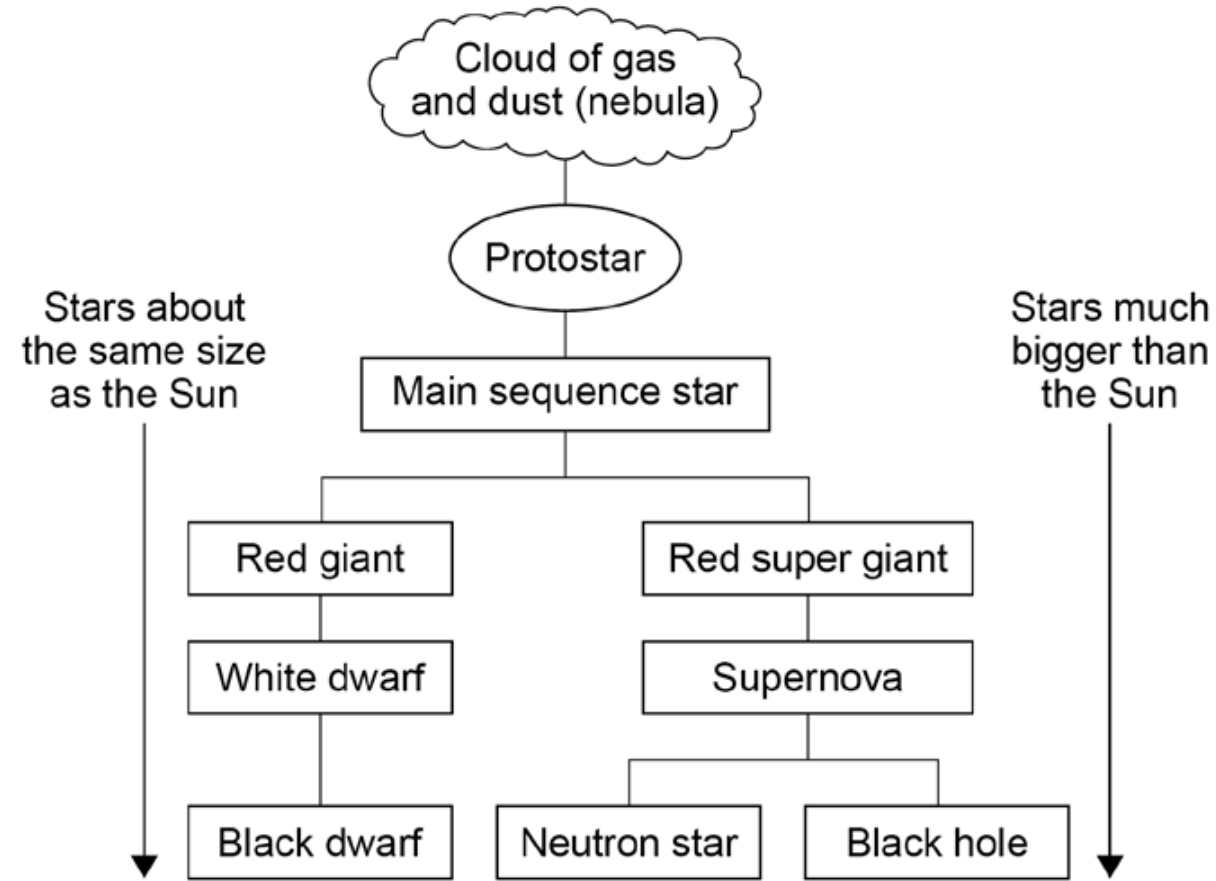 Cloud of gas
and dust (nebula)
Protostar
Stars about
the same size
as the Sun
Stars much
bigger than
the Sun
Main sequence star
Red giant
Red super giant
White dwarf
Supernova
Black dwarf
Neutron star
Black hole